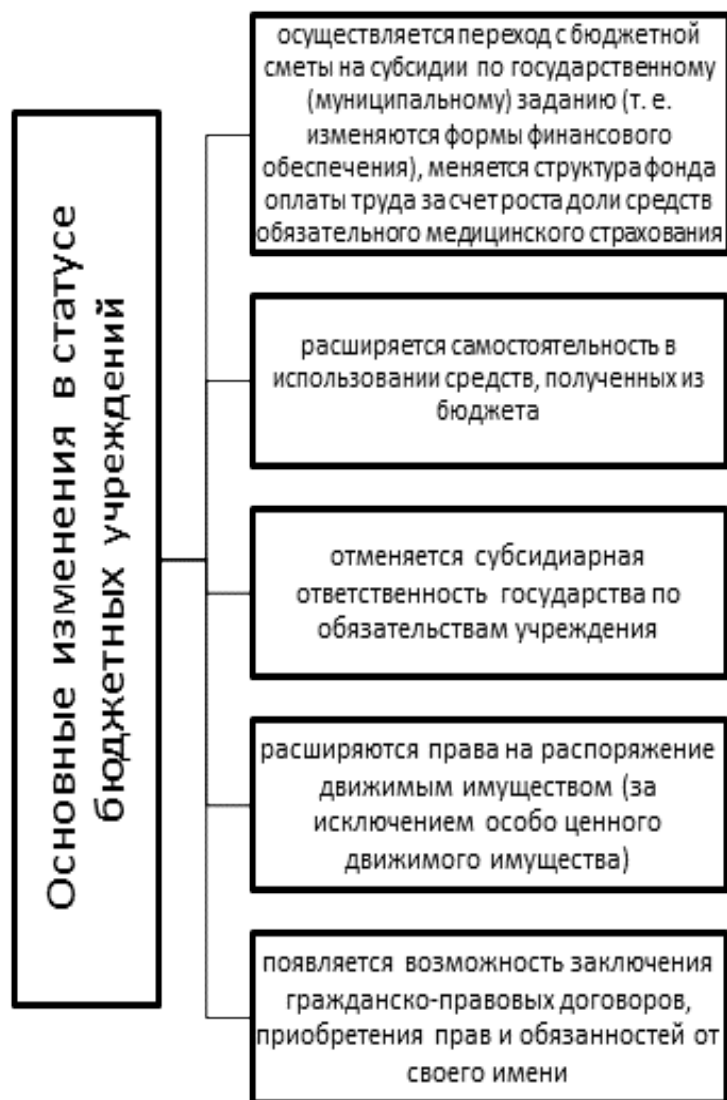 Основные изменения в статусе
бюджетных учреждений
осуществляется переход с бюджетной
сметы на субсидии по государственному
(муниципальному) заданию (т. е.
изменяются формы финансового
обеспечения), меняется структура фонда
оплаты труда за счет роста доли средств
обязательного медицинского страхования
расширяется самостоятельность в
использовании средств, полученных из
бюджета
отменяется субсидиарная
ответственность государства по
обязательствам учреждения
расширяются права на распоряжение
движимым имуществом (за
исключением особо ценного
движимого имущества)
появляется возможность заключения
гражданско-правовых договоров,
приобретения прав и обязанностей от
своего имени